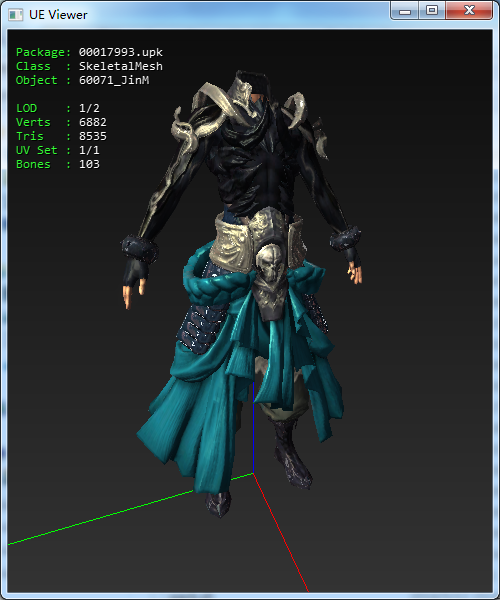 UE Viewer
Package: 00017993.upk
Class  : SkeletalMesh
Object : 60071_JinM
LOD    : 1/2
Verts  : 6882
Tris   : 8535
UV Set : 1/1
Bones  : 103